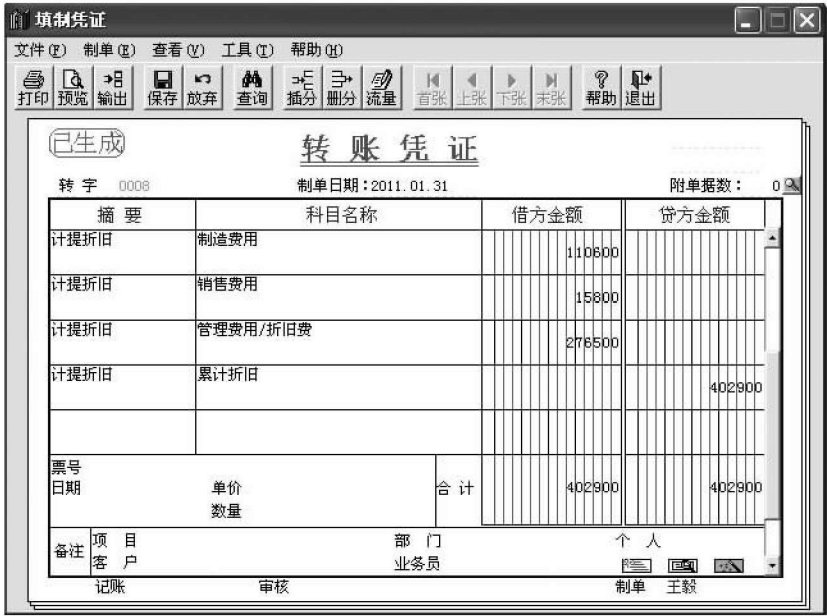 填制凭证
文件(F) 制单(E) 查看(V) 工具(T) 帮助(H)
打印 预览 输出 保存 放弃 查询 插分 删分 流量 首张 上张 下张 末张 帮助 退出
已生成
转账凭证
转 字 0008 制单日期:2011.01.31 附单据数: 0
摘要 科目名称 借方金额 贷方金额
计提折旧 制造费用 110600
计提折旧 销售费用 15800
计提折旧 管理费用/折旧费 276500
计提折旧 累计折旧 402900
票号
日期 单价 合计 402900 402900
数量
备注 项目 部门 个人
客户 业务员
记账 审核 制单 王毅